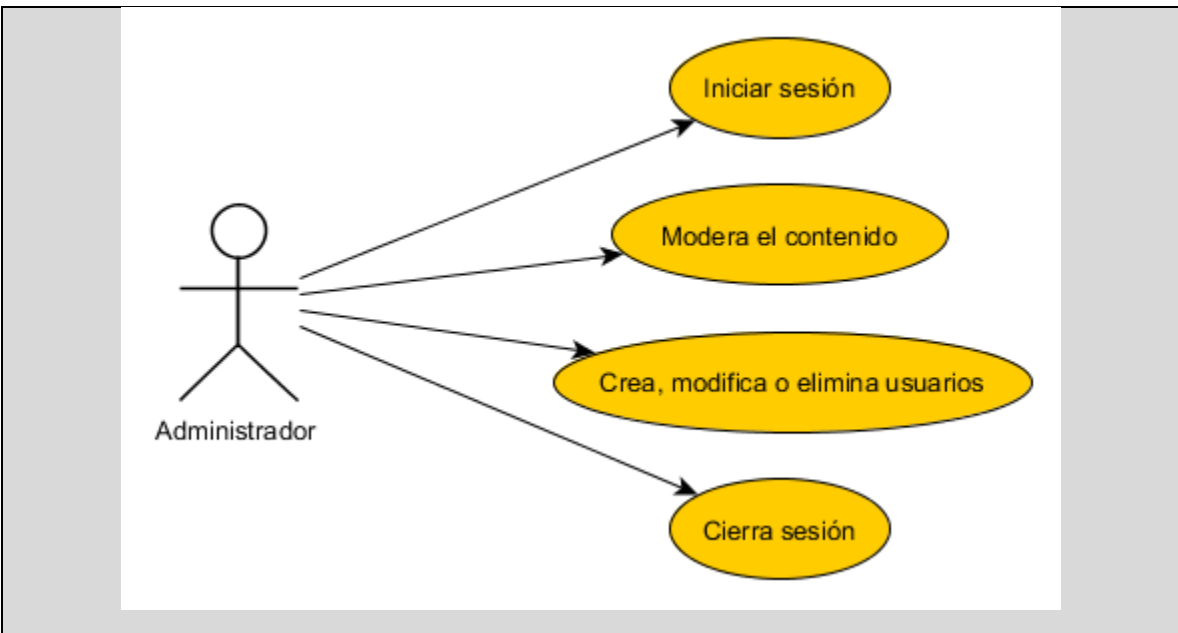 Iniciar sesión
Modera el contenido
Crea, modifica o elimina usuarios
Administrador
Cierra sesión